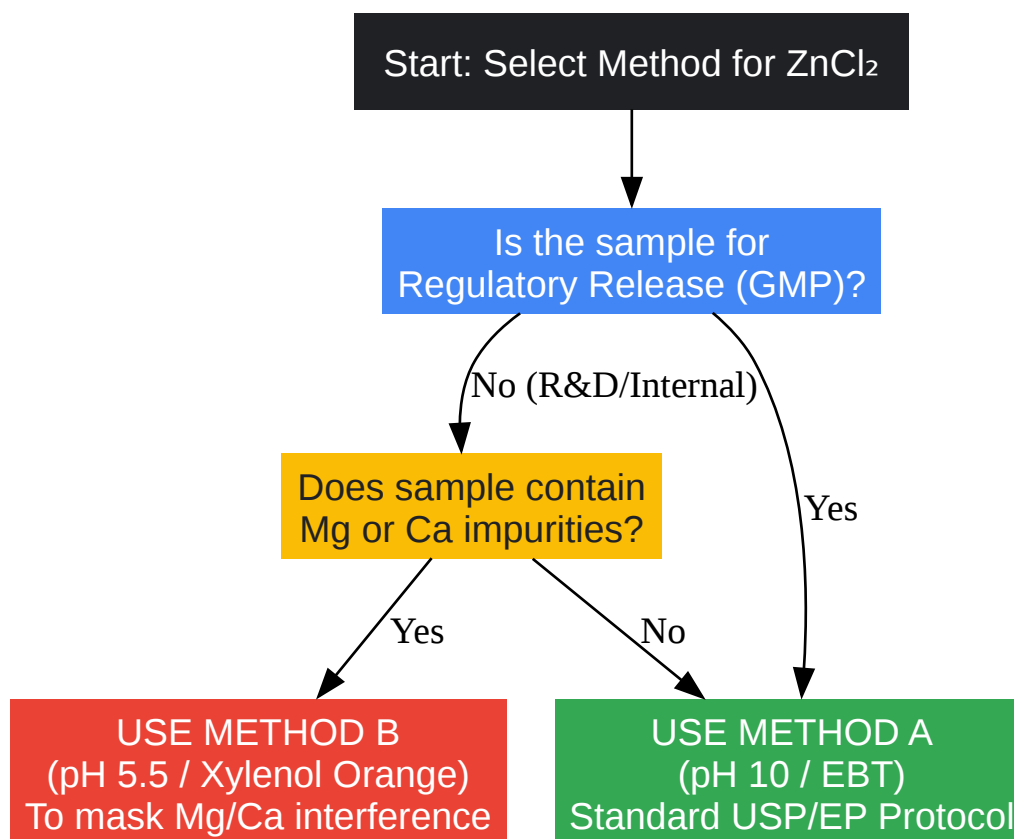 Start: Select Method for ZnCl₂
Is the sample for
Regulatory Release (GMP)?
No (R&D/Internal)
Does sample contain
Mg or Ca impurities?
Yes
Yes
No
USE METHOD B
(pH 5.5 / Xylenol Orange)
To mask Mg/Ca interference
USE METHOD A
(pH 10 / EBT)
Standard USP/EP Protocol